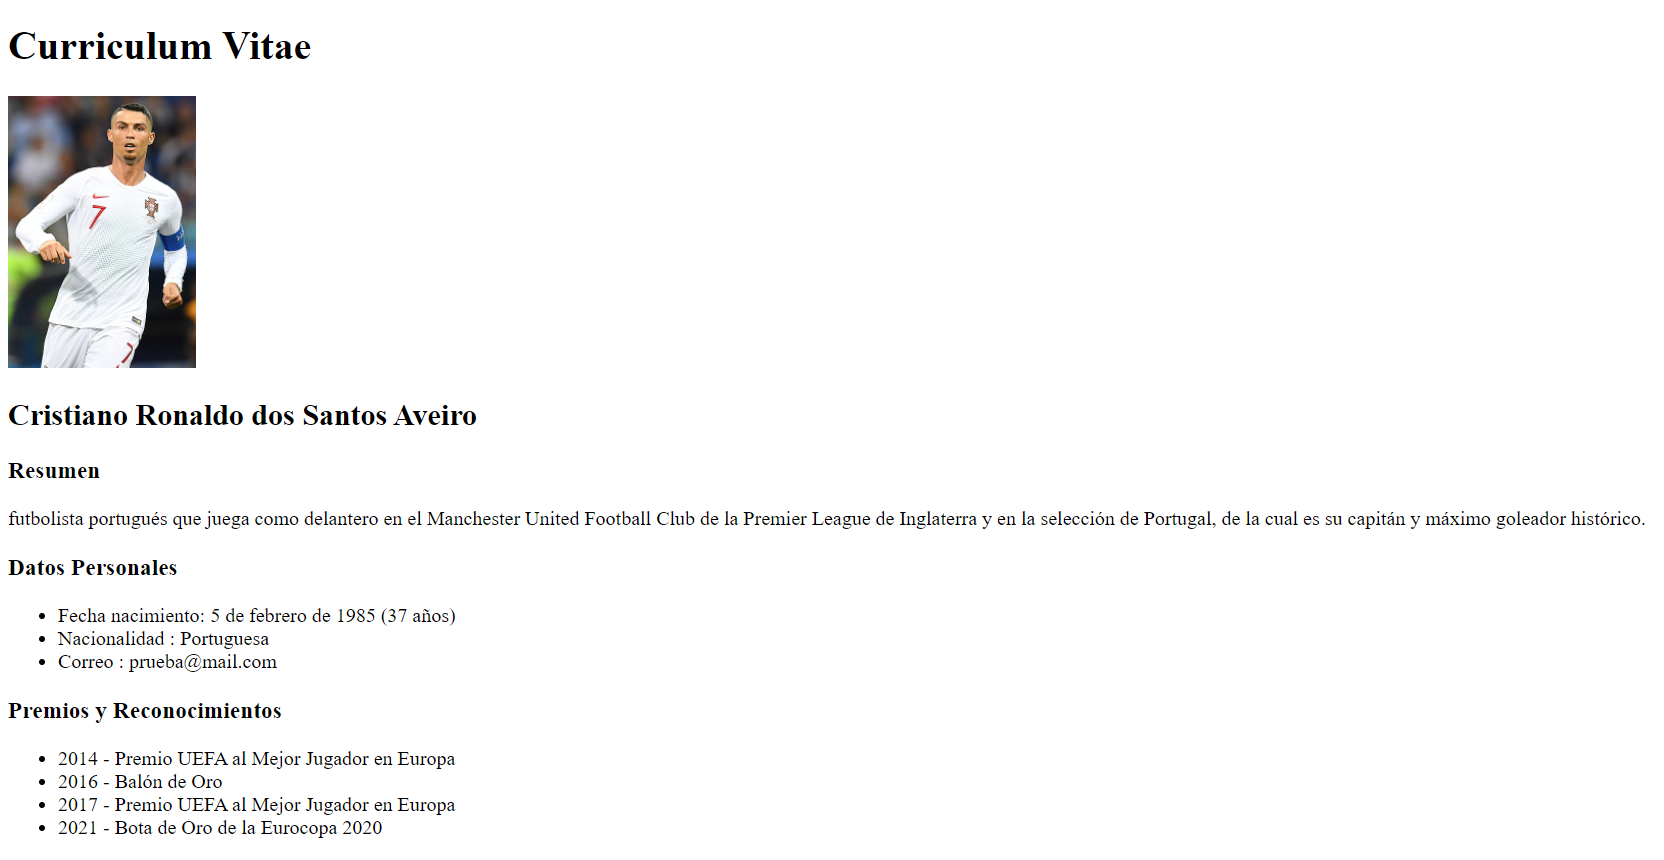 Curriculum Vitae
7
7
Cristiano Ronaldo dos Santos Aveiro
Resumen
futbolista portugués que juega como delantero en el Manchester United Football Club de la Premier League de Inglaterra y en la selección de Portugal, de la cual es su capitán y máximo goleador histórico.
Datos Personales
Fecha nacimiento: 5 de febrero de 1985 (37 años)
Nacionalidad : Portuguesa
Correo : prueba@mail.com
Premios y Reconocimientos
2014 - Premio UEFA al Mejor Jugador en Europa
2016 - Balón de Oro
2017 - Premio UEFA al Mejor Jugador en Europa
2021 - Bota de Oro de la Eurocopa 2020